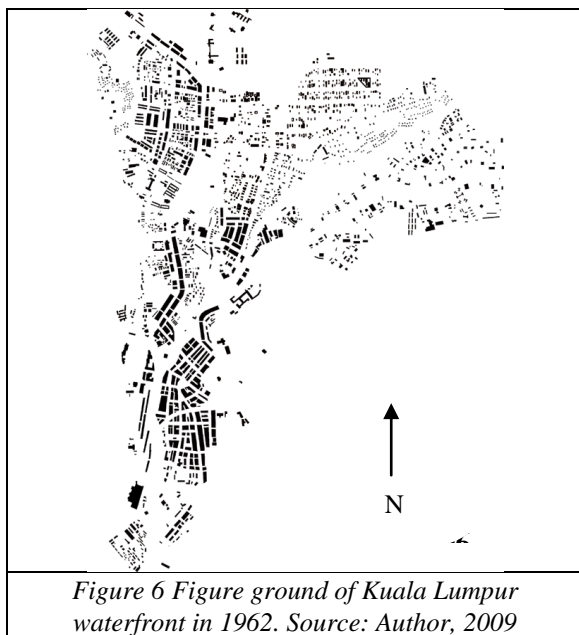 N
Figure 6 Figure ground of Kuala Lumpur
waterfront in 1962. Source: Author, 2009